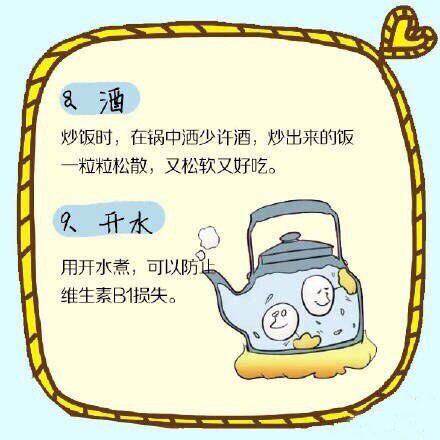 8、酒
炒饭时，在锅中洒少许酒，炒出来的饭
一粒粒松散，又松软又好吃。
9、开水
用开水煮，可以防止
维生素B1损失。